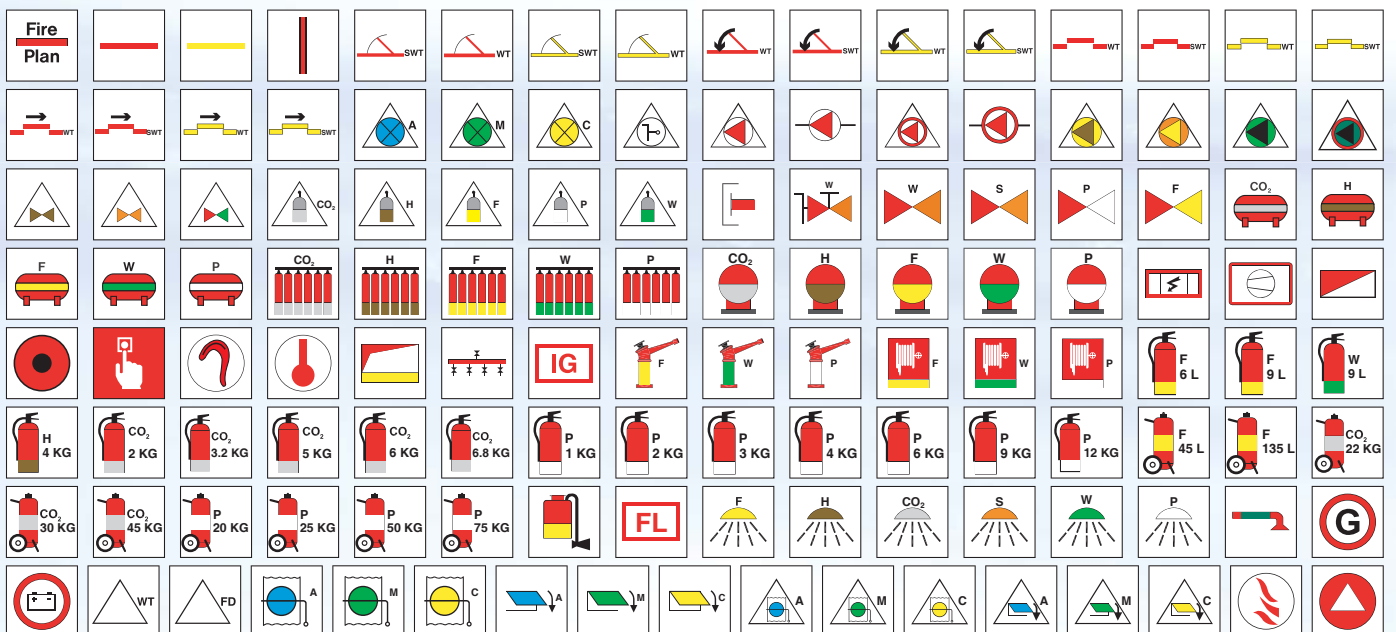 Fire
Plan
SWT
WT
SWT
WT
WT
SWT
WT
SWT
WT
SWT
WT
SWT
WT
SWT
WT
SWT
A
M
C
CO2
H
F
P
W
W
W
S
P
F
CO2
H
F
W
P
CO2
H
F
W
P
CO2
H
F
W
P
IG
F
W
P
F
W
P
F
6 L
F
9 L
W
9 L
H
4 KG
CO2
2 KG
CO2
3.2 KG
CO2
5 KG
CO2
6 KG
CO2
6.8 KG
P
1 KG
P
2 KG
P
3 KG
P
4 KG
P
6 KG
P
9 KG
P
12 KG
F
45 L
F
135 L
CO2
22 KG
CO2
30 KG
CO2
45 KG
P
20 KG
P
25 KG
P
50 KG
P
75 KG
FL
F
H
CO2
S
W
P
G
WT
FD
A
M
C
A
M
C
A
M
C
A
M
C